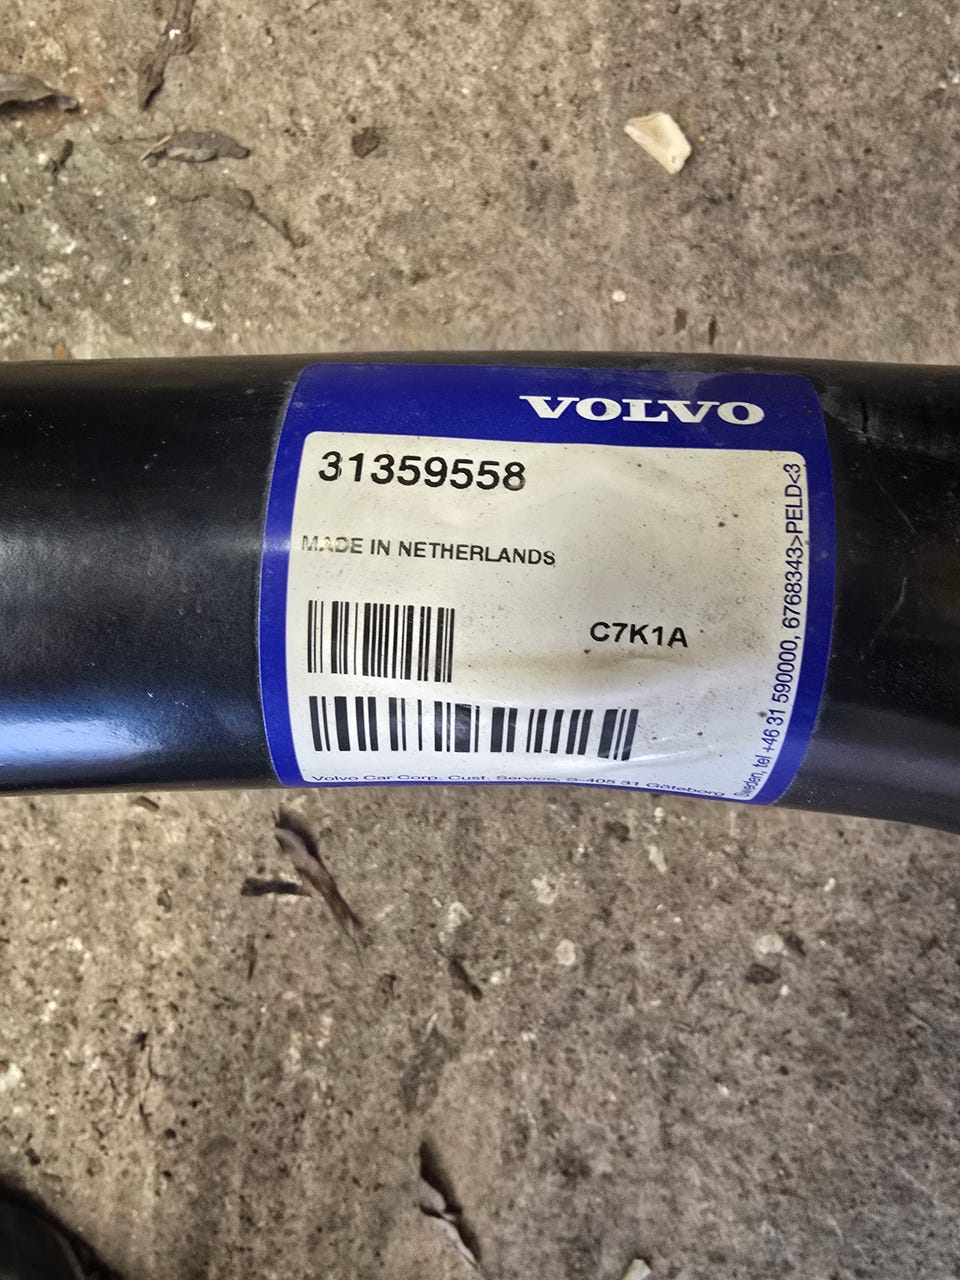 VOLVO
31359558
MADE IN NETHERLANDS
C7K1A
Volvo Car Corp. Cust. Service, S-405 31 Göteborg
Sweden, tel +46 31 590000, 6768343>PELD<3